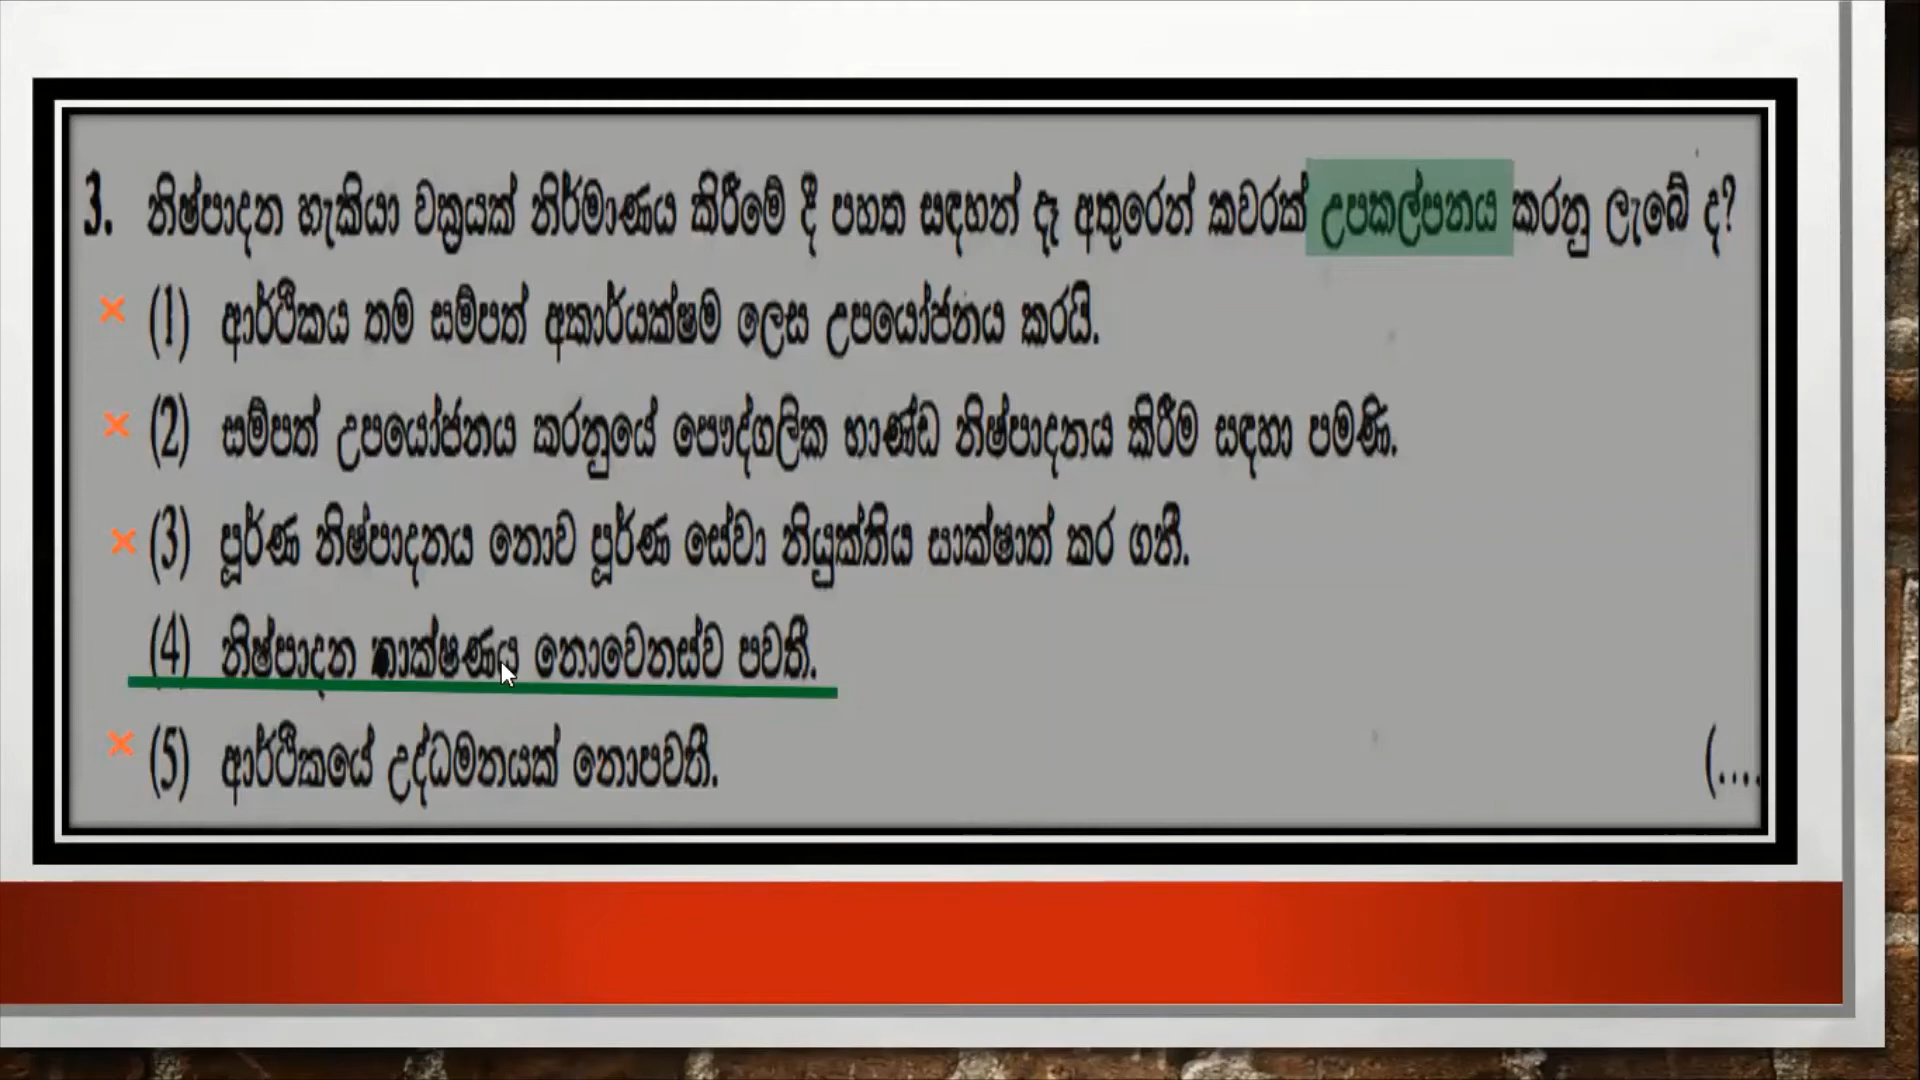 3. නිෂ්පාදන හැකියා වක්‍රයක් නිර්මාණය කිරීමේ දී පහත සඳහන් දෑ අතුරෙන් කවරක් උපකල්පනය කරනු ලැබේ ද?
(1) ආර්ථිකය තම සම්පත් අකාර්යක්ෂම ලෙස උපයෝජනය කරයි.
(2) සම්පත් උපයෝජනය කරනුයේ පෞද්ගලික භාණ්ඩ නිෂ්පාදනය කිරීම සඳහා පමණි.
(3) පූර්ණ නිෂ්පාදනය නොව පූර්ණ සේවා නියුක්තිය සාක්ෂාත් කර ගනී.
(4) නිෂ්පාදන තාක්ෂණය නොවෙනස්ව පවතී.
(5) ආර්ථිකයේ උද්ධමනයක් නොපවතී.
(....